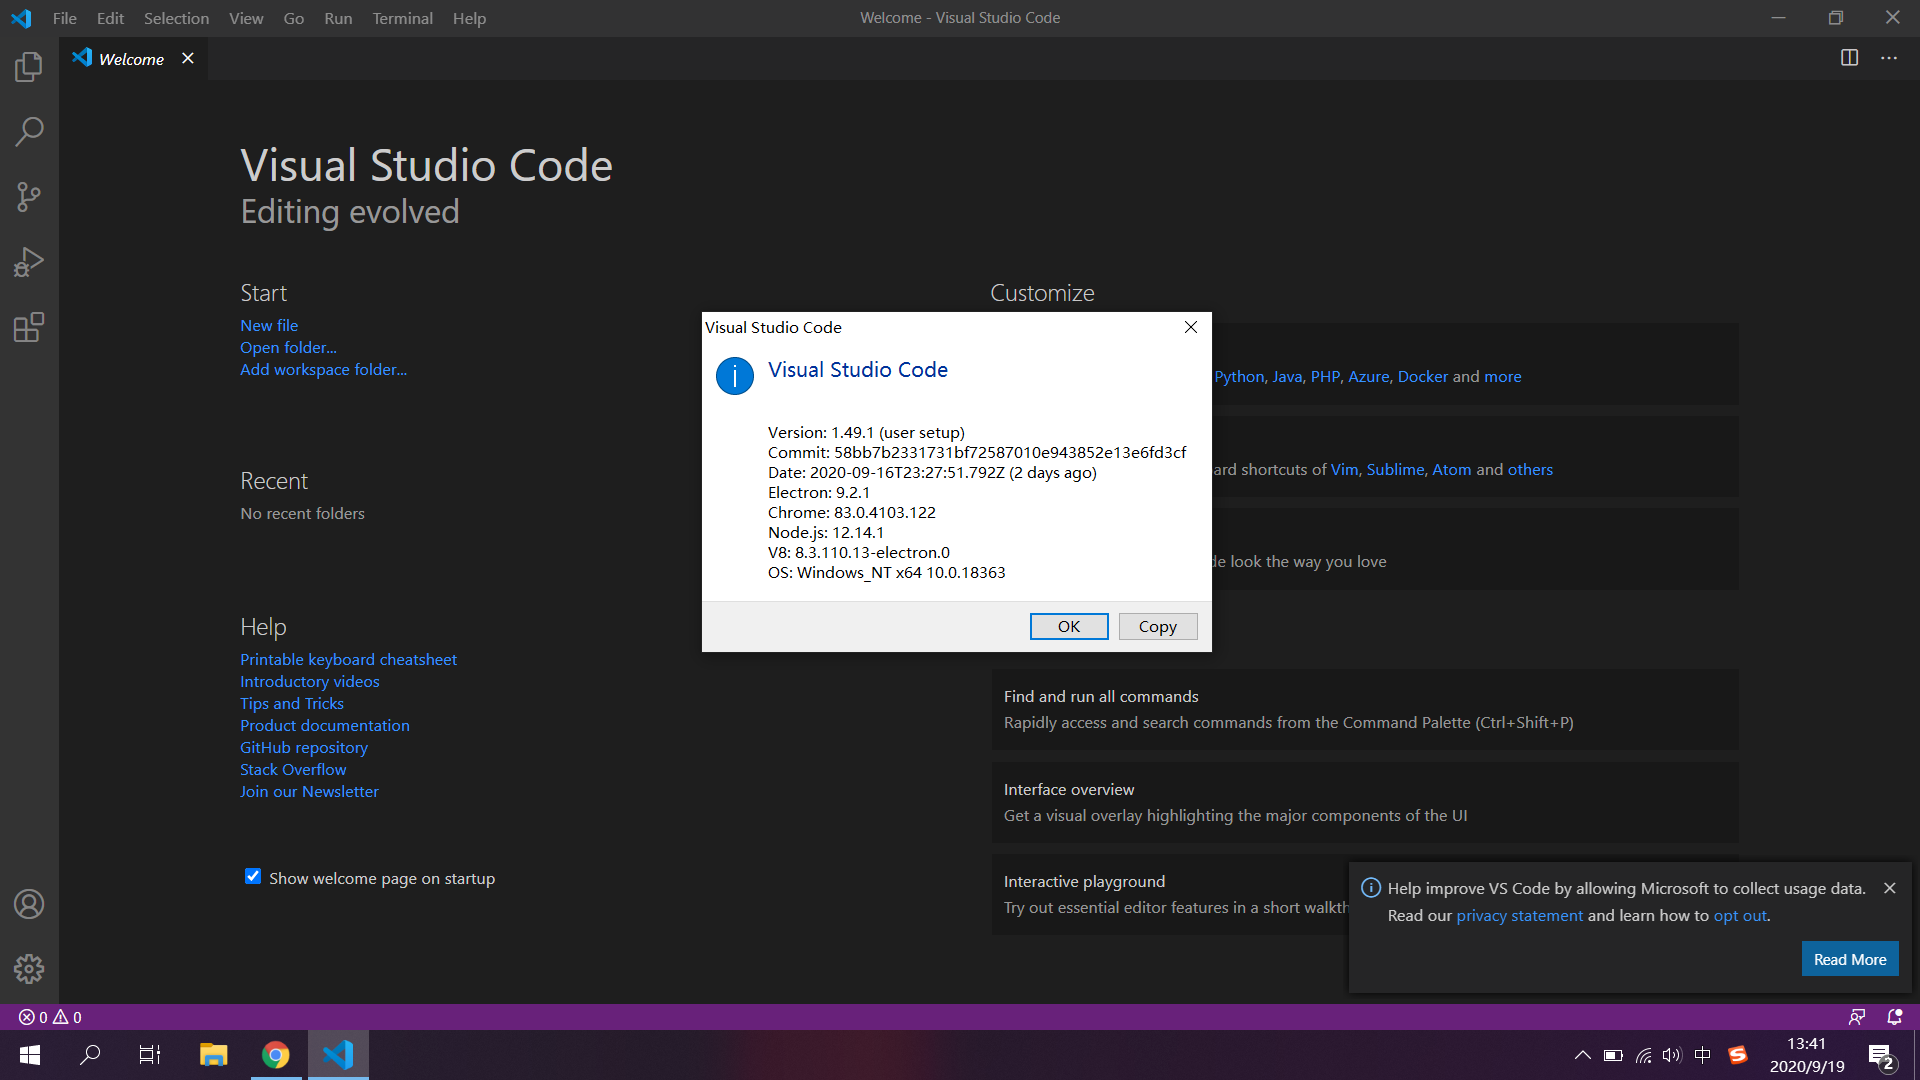 File Edit Selection View Go Run Terminal Help
Welcome - Visual Studio Code
Welcome
Visual Studio Code
Editing evolved
Start
New file
Open folder...
Add workspace folder...
Recent
No recent folders
Help
Printable keyboard cheatsheet
Introductory videos
Tips and Tricks
Product documentation
GitHub repository
Stack Overflow
Join our Newsletter
Show welcome page on startup
Customize
Python, Java, PHP, Azure, Docker and more
ard shortcuts of Vim, Sublime, Atom and others
de look the way you love
Find and run all commands
Rapidly access and search commands from the Command Palette (Ctrl+Shift+P)
Interface overview
Get a visual overlay highlighting the major components of the UI
Interactive playground
Try out essential editor features in a short walkth
Visual Studio Code
Visual Studio Code
Version: 1.49.1 (user setup)
Commit: 58bb7b2331731bf72587010e943852e13e6fd3cf
Date: 2020-09-16T23:27:51.792Z (2 days ago)
Electron: 9.2.1
Chrome: 83.0.4103.122
Node.js: 12.14.1
V8: 8.3.110.13-electron.0
OS: Windows_NT x64 10.0.18363
OK Copy
Help improve VS Code by allowing Microsoft to collect usage data.
Read our privacy statement and learn how to opt out.
Read More
0 0
中 S
13:41
2020/9/19
2